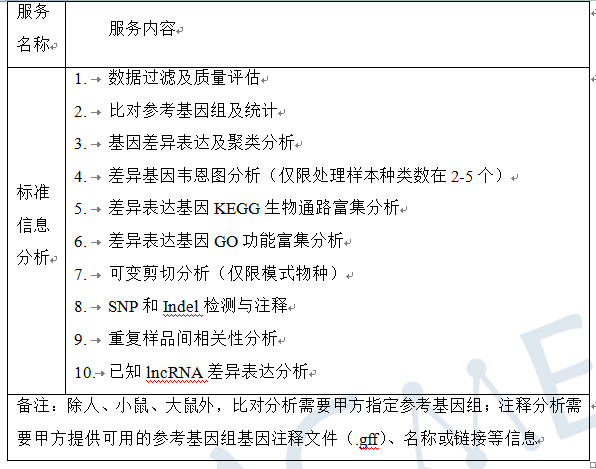 服务
名称
服务内容
标准
信息
分析
1. 数据过滤及质量评估
2. 比对参考基因组及统计
3. 基因差异表达及聚类分析
4. 差异基因韦恩图分析（仅限处理样本种类数在 2-5 个）
5. 差异表达基因 KEGG 生物通路富集分析
6. 差异表达基因 GO 功能富集分析
7. 可变剪切分析（仅限模式物种）
8. SNP 和 Indel 检测与注释
9. 重复样品间相关性分析
10. 已知 lncRNA 差异表达分析
备注：除人、小鼠、大鼠外，比对分析需要甲方指定参考基因组；注释分析需
要甲方提供可用的参考基因组基因注释文件（.gff）、名称或链接等信息